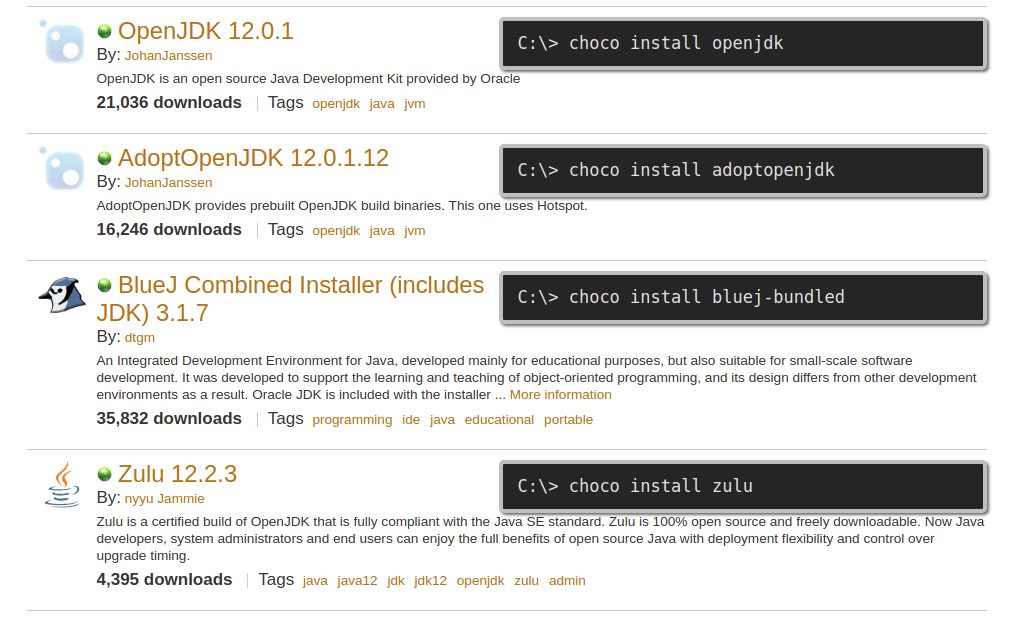 OpenJDK 12.0.1
C:\> choco install openjdk
By: JohanJanssen
OpenJDK is an open source Java Development Kit provided by Oracle
21,036 downloads Tags openjdk java jvm
AdoptOpenJDK 12.0.1.12
C:\> choco install adoptopenjdk
By: JohanJanssen
AdoptOpenJDK provides prebuilt OpenJDK build binaries. This one uses Hotspot.
16,246 downloads Tags openjdk java jvm
BlueJ Combined Installer (includes
JDK) 3.1.7
C:\> choco install bluej-bundled
By: dtgm
An Integrated Development Environment for Java, developed mainly for educational purposes, but also suitable for small-scale software
development. It was developed to support the learning and teaching of object-oriented programming, and its design differs from other development
environments as a result. Oracle JDK is included with the installer ... More information
35,832 downloads Tags programming ide java educational portable
Zulu 12.2.3
C:\> choco install zulu
By: nyyu Jammie
Zulu is a certified build of OpenJDK that is fully compliant with the Java SE standard. Zulu is 100% open source and freely downloadable. Now Java
developers, system administrators and end users can enjoy the full benefits of open source Java with deployment flexibility and control over
upgrade timing.
4,395 downloads Tags java java12 jdk jdk12 openjdk zulu admin